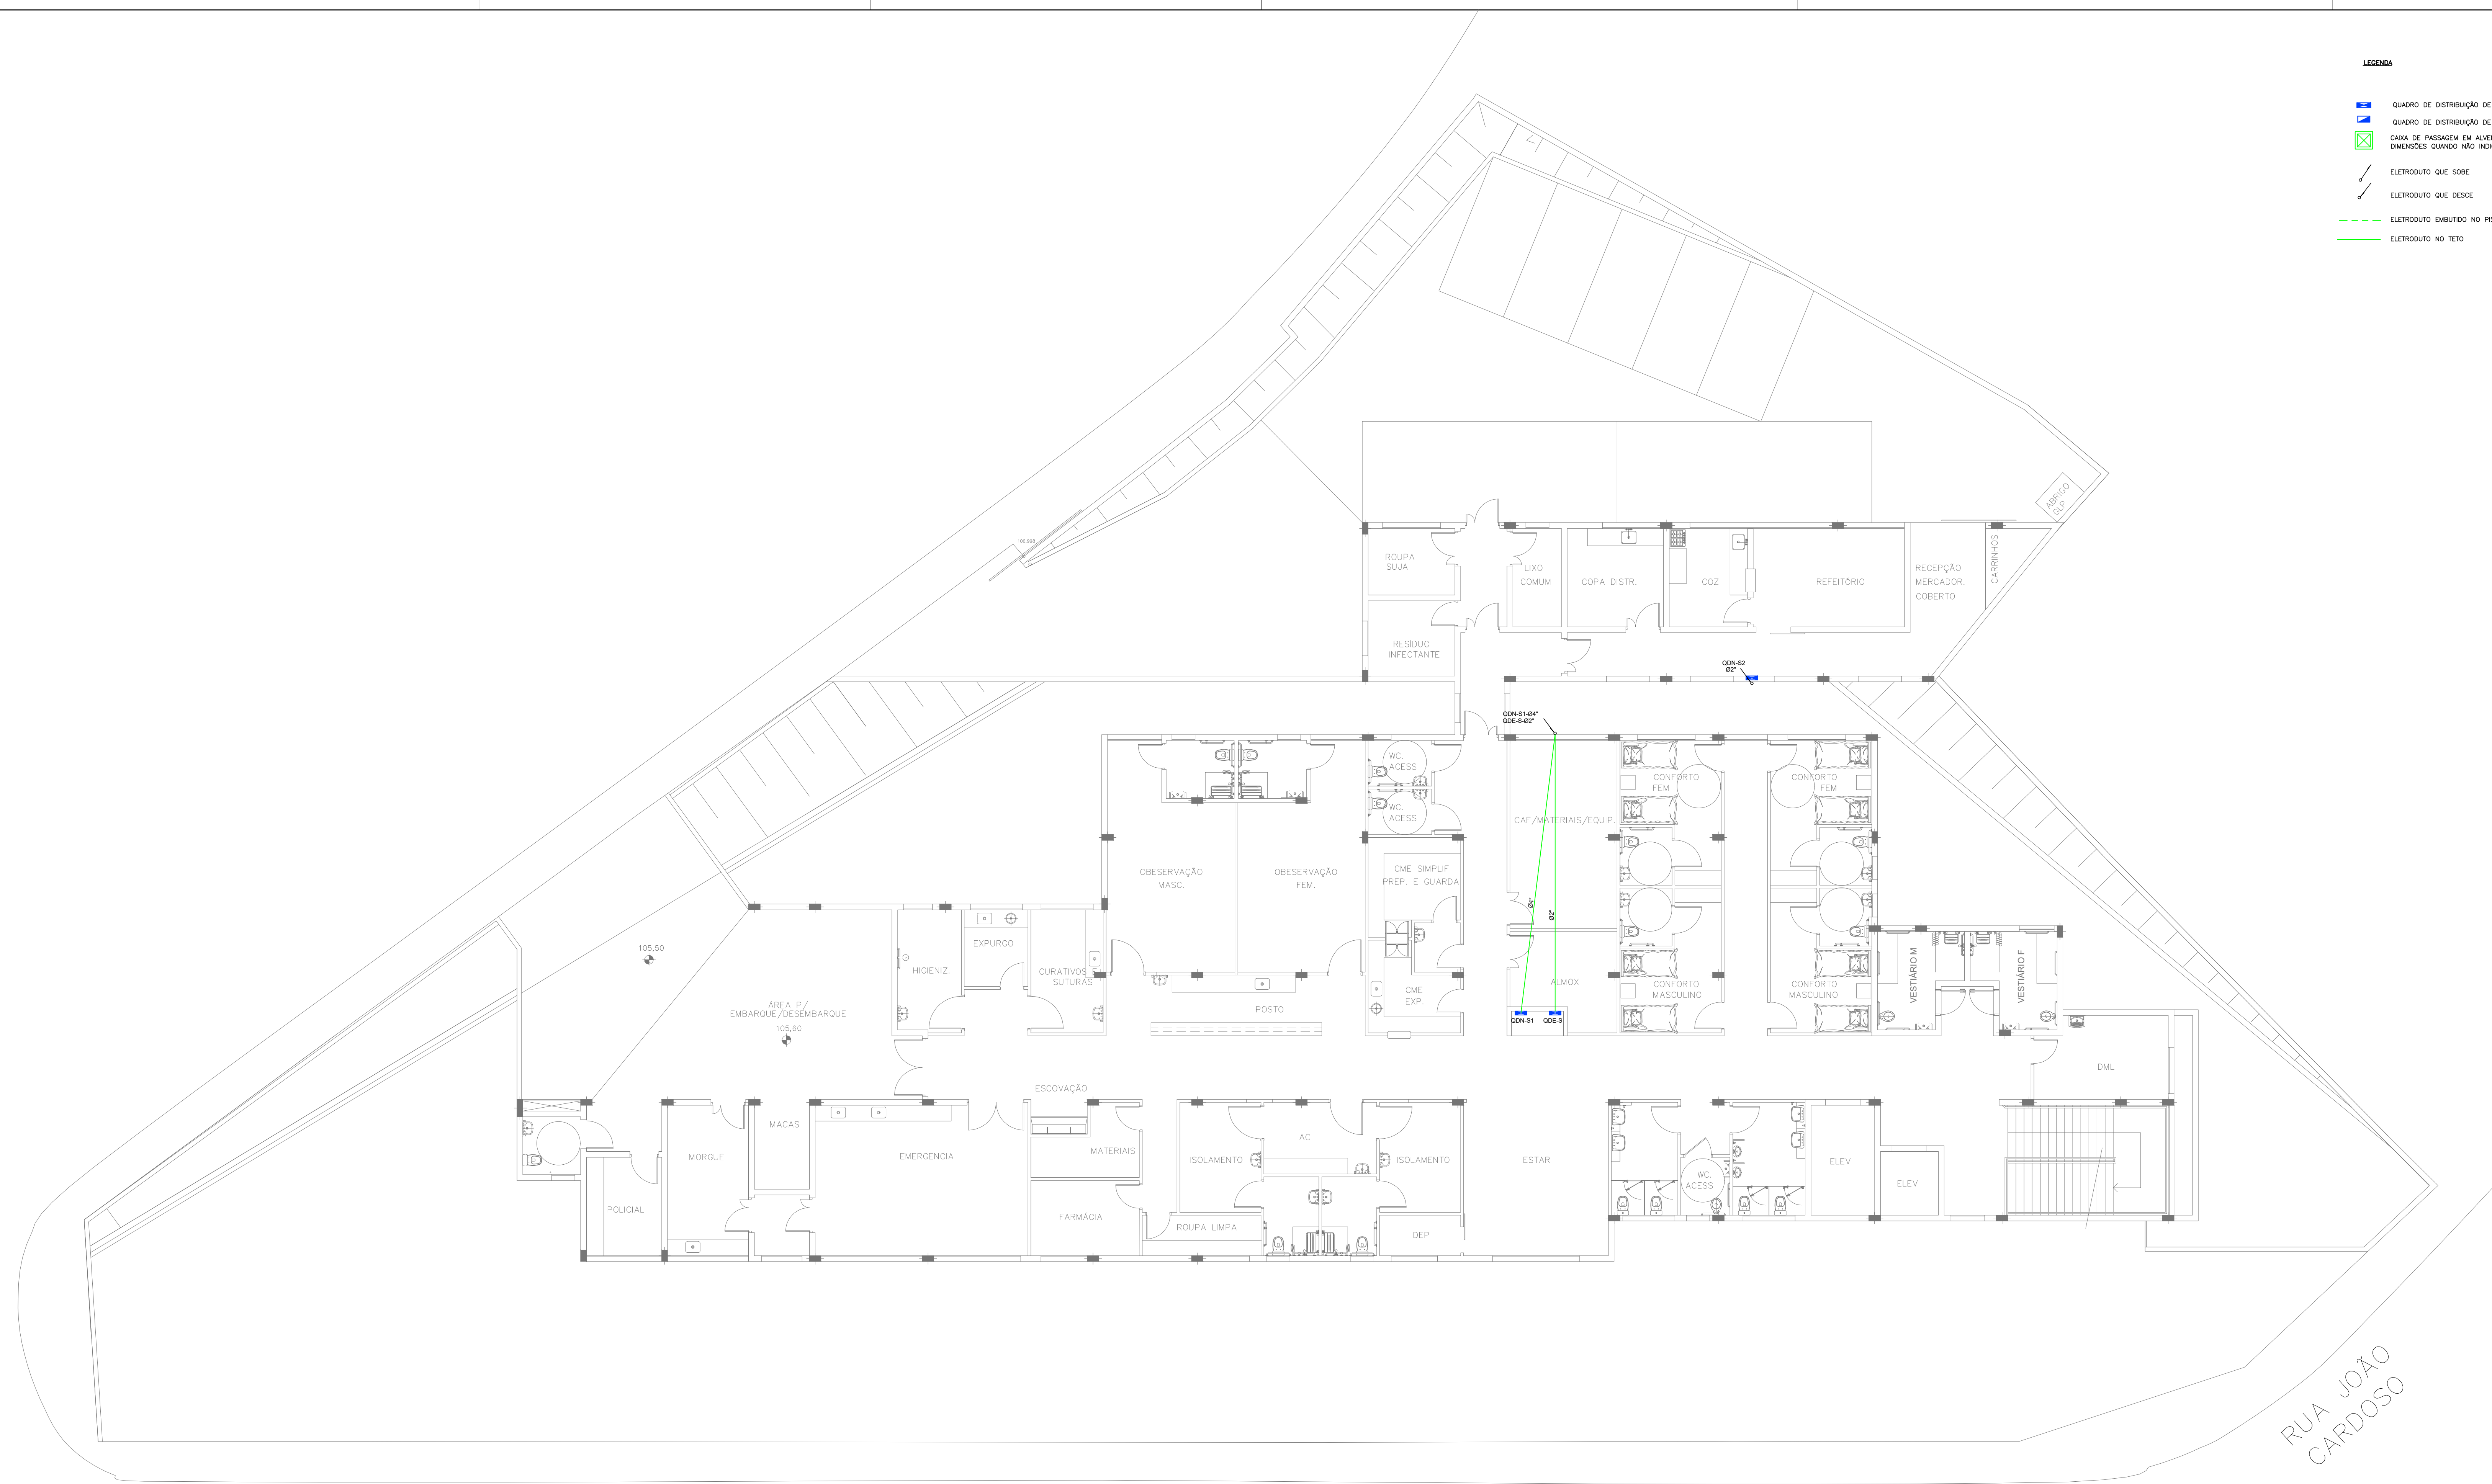 LEGENDA
QUADRO DE DISTRIBUIÇÃO DE
QUADRO DE DISTRIBUIÇÃO DE
CAIXA DE PASSAGEM EM
DIMENSÕES QUANDO NÃO
ELETRODUTO QUE SOBE
ELETRODUTO QUE DESCE
ELETRODUTO EMBUTIDO NO
ELETRODUTO NO TETO
ABRIGO
GLP
106,998
ROUPA
SUJA
LIXO
COMUM
COPA DISTR.
COZ
REFEITÓRIO
RECEPÇÃO
MERCADOR.
COBERTO
CARRINHOS
RESÍDUO
INFECTANTE
QDN-S2
Ø2"
QDN-S1-Ø4"
QDE-S-Ø2"
WC.
ACESS
WC.
ACESS
CONFORTO
FEM
CONFORTO
FEM
CAF/MATERIAIS/EQUIP.
OBESERVAÇÃO
MASC.
OBESERVAÇÃO
FEM.
CME SIMPLIF
PREP. E GUARDA
Ø4"
Ø2"
105,50
EXPURGO
HIGIENIZ.
CURATIVOS E
SUTURAS
CME
EXP.
ALMOX
CONFORTO
MASCULINO
CONFORTO
MASCULINO
VESTIÁRIO M
VESTIÁRIO F
ÁREA P/
EMBARQUE/DESEMBARQUE
105,60
POSTO
QDN-S1
QDE-S
DML
ESCOVAÇÃO
MACAS
AC
MATERIAIS
MORGUE
EMERGENCIA
ISOLAMENTO
ISOLAMENTO
ESTAR
ELEV
WC.
ACESS
ELEV
POLICIAL
FARMÁCIA
ROUPA LIMPA
DEP
RUA JOÃO
CARDOSO